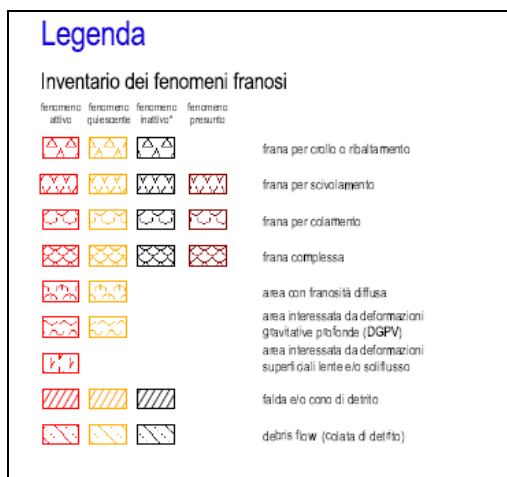 Legenda
Inventario dei fenomeni franosi
fenomeno fenomeno fenomeno fenomeno
attivo quiescente inattivo* presunto
frana per crollo o ribaltamento
frana per scivolamento
frana per colamento
frana complessa
area con franosità diffusa
area interessata da deformazioni
gravitative profonde (DGPV)
area interessata da deformazioni
superficiali lente e/o soliflusso
falda e/o cono di detrito
debris flow (colata di detrito)